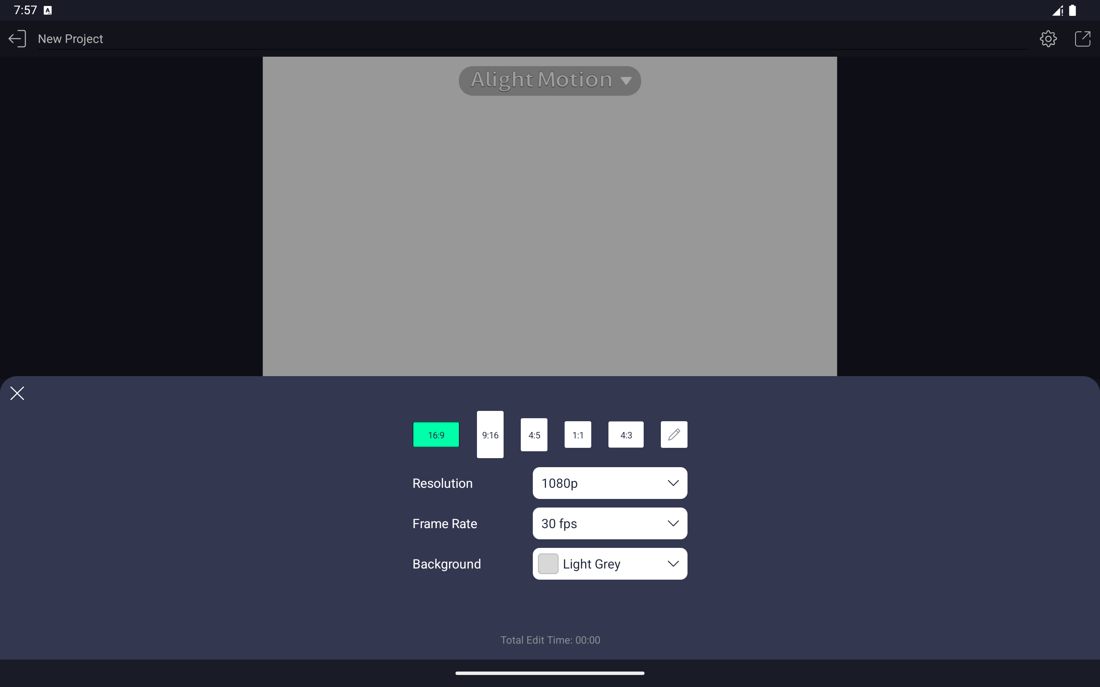 7:57 A
New Project
Alight Motion
16:9 9:16 4:5 1:1 4:3
Resolution 1080p
Frame Rate 30 fps
Background Light Grey
Total Edit Time: 00:00